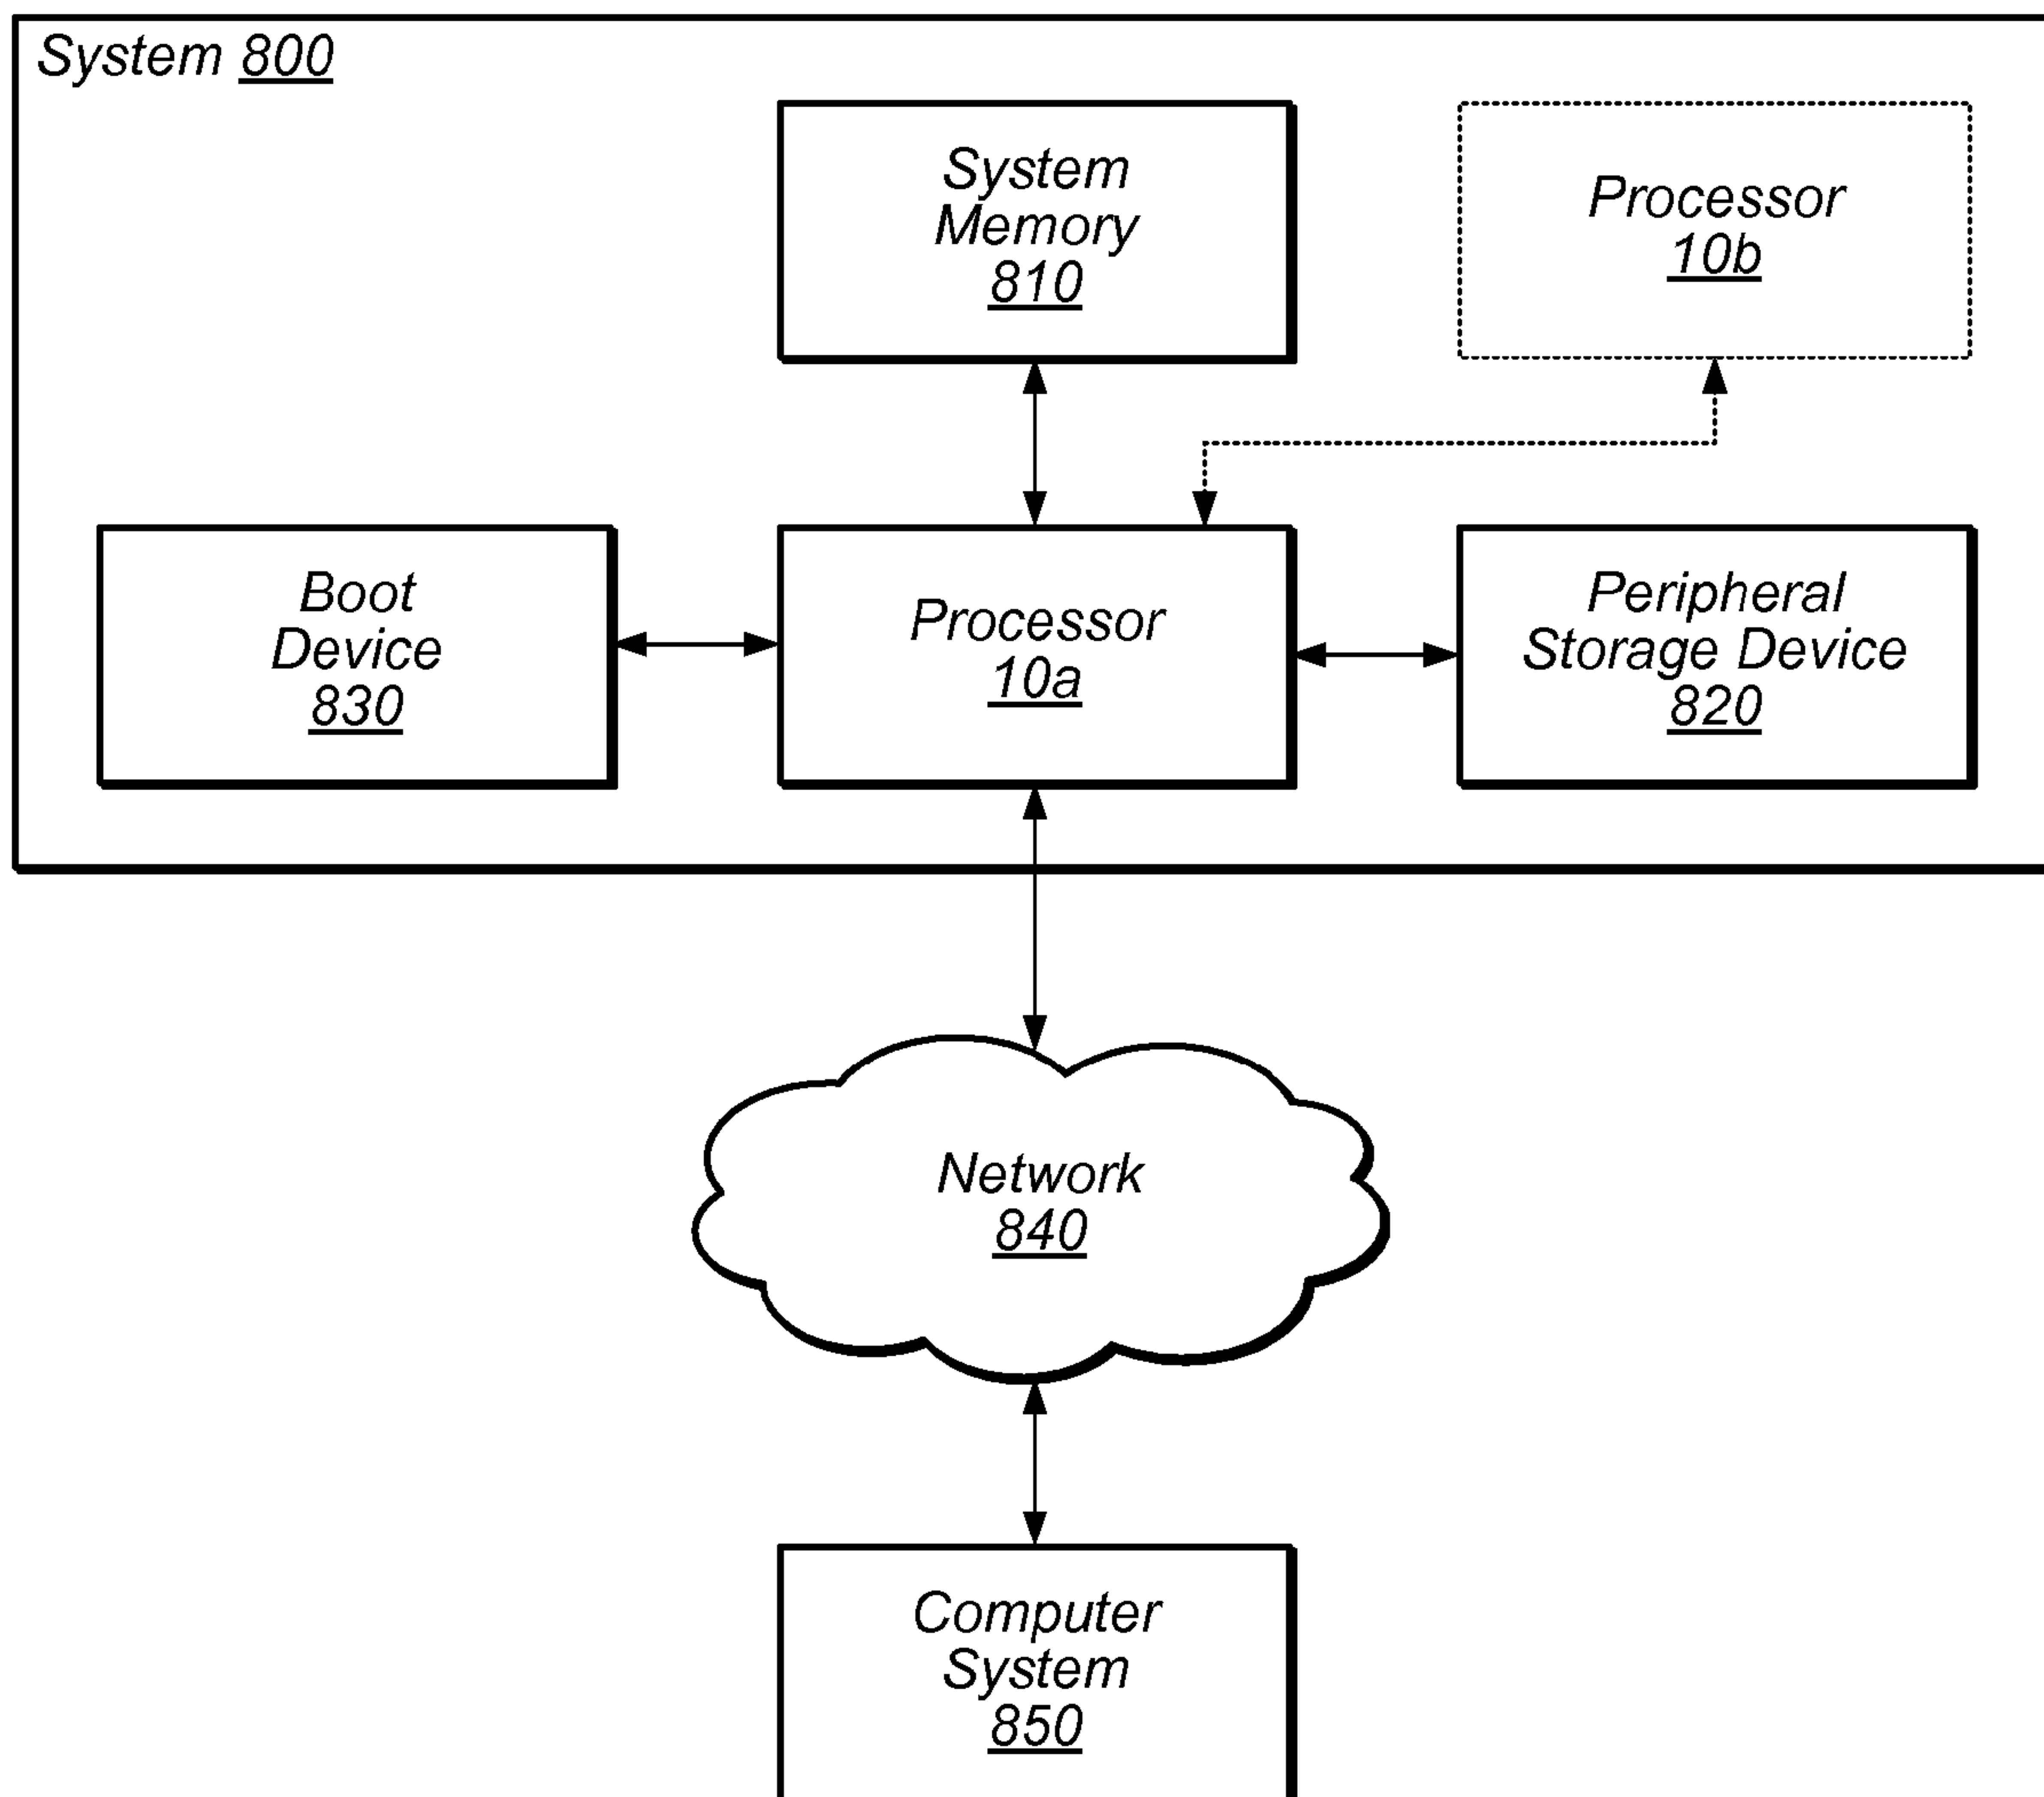 System 800
System
Memory
810
Processor
10b
Boot
Device
830
Processor
10a
Peripheral
Storage Device
820
Network
840
Computer
System
850